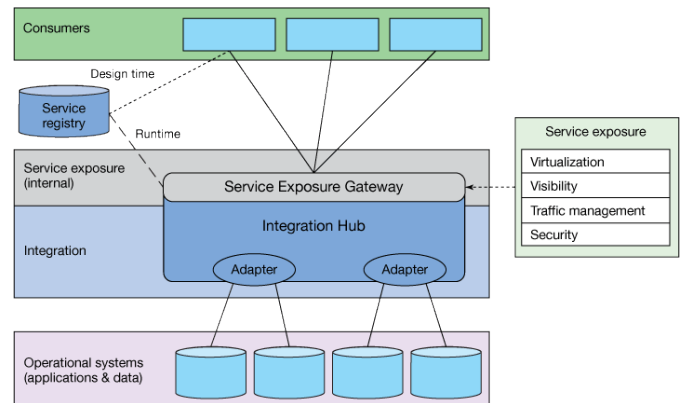 Consumers
Design time
Service
registry
Runtime
Service exposure
(internal)
Service Exposure Gateway
Integration Hub
Integration
Adapter
Adapter
Service exposure
Virtualization
Visibility
Traffic management
Security
Operational systems
(applications & data)